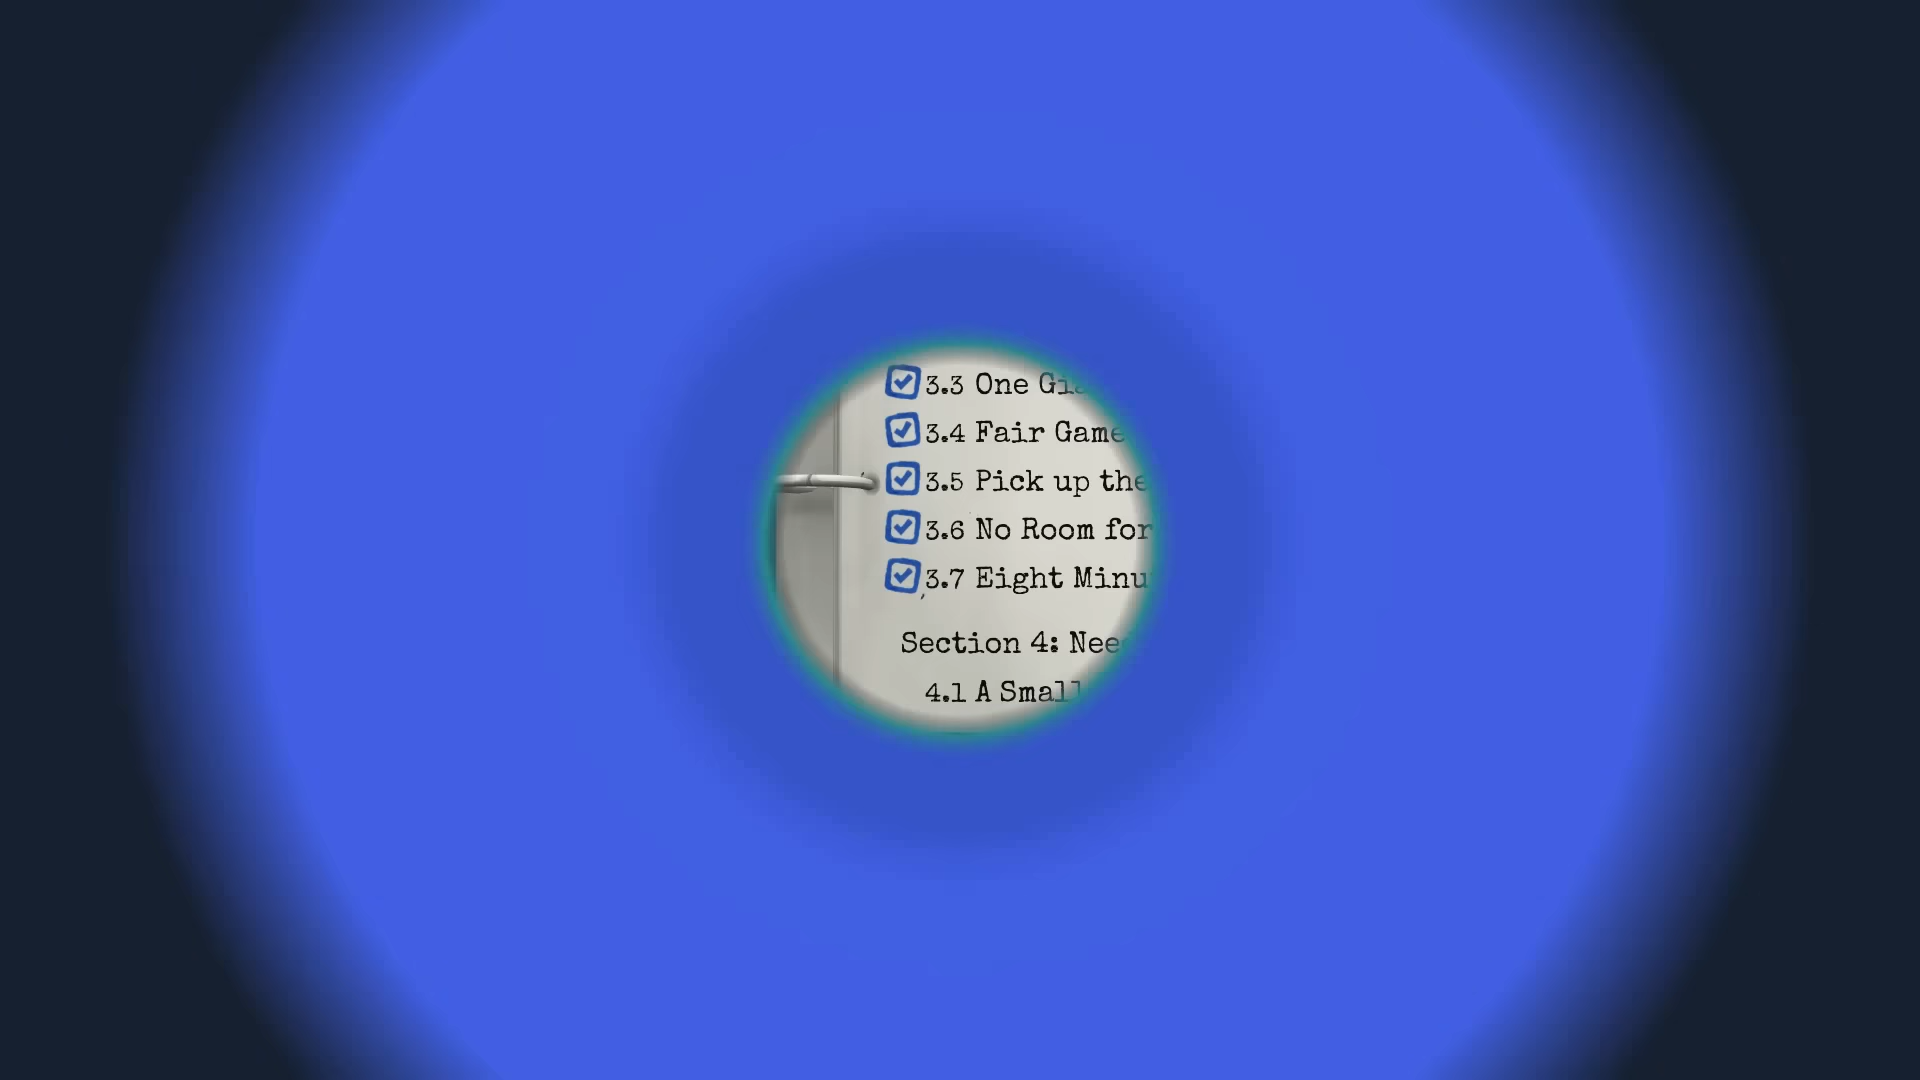 3.3 One
3.4 Fair Game
3.5 Pick up the
3.6 No Room for
3.7 Eight
Section 4:
4.1 A Small